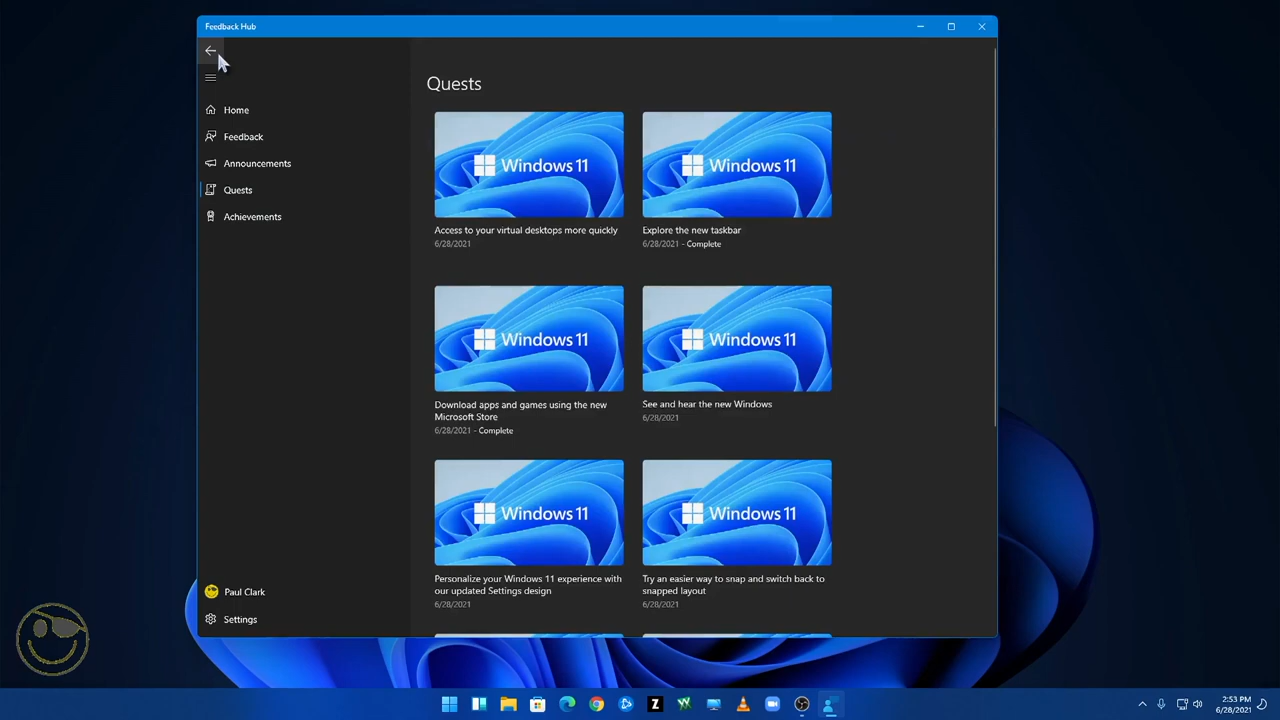 Feedback Hub
Home
Feedback
Announcements
Quests
Achievements
Paul Clark
Settings
Quests
Windows 11
Windows 11
Access to your virtual desktops more quickly
6/28/2021
Explore the new taskbar
6/28/2021 - Complete
Windows 11
Windows 11
Download apps and games using the new
Microsoft Store
6/28/2021 - Complete
See and hear the new Windows
6/28/2021
Windows 11
Windows 11
Personalize your Windows 11 experience with
our updated Settings design
6/28/2021
Try an easier way to snap and switch back to
snapped layout
6/28/2021
Z
2:53 PM
6/28/2021